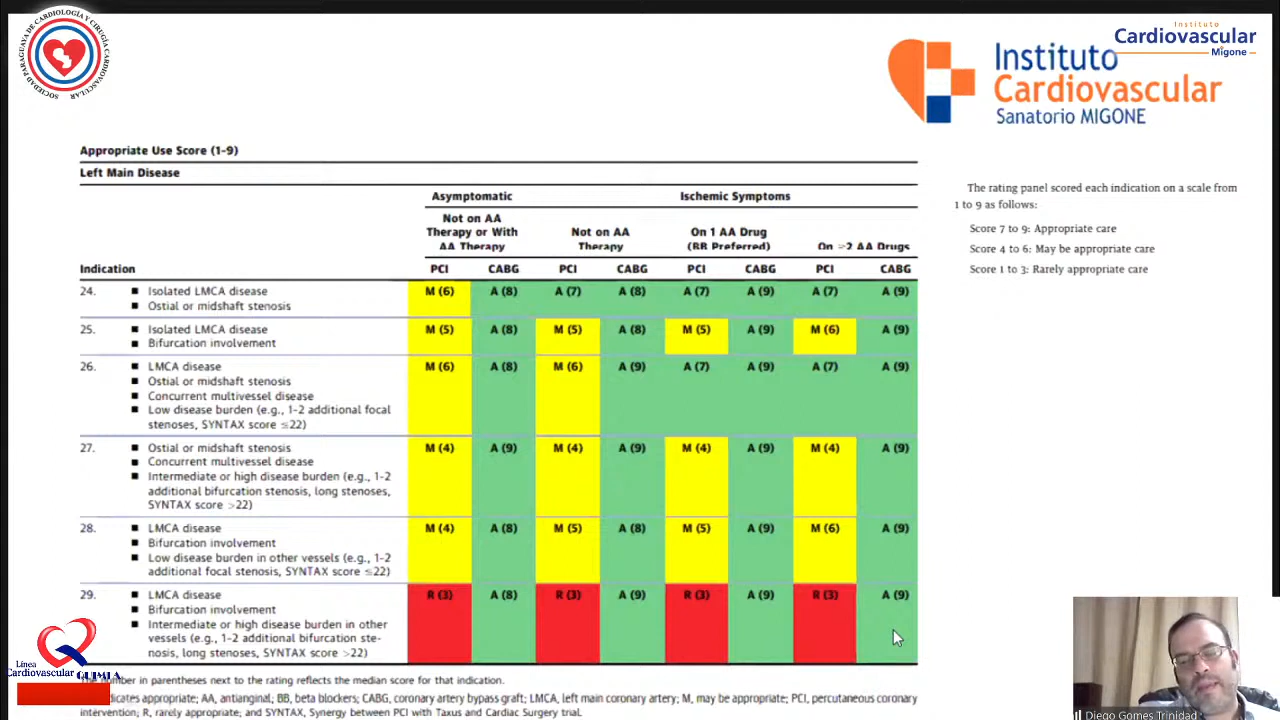 SOCIEDAD PARAGUAYA DE CARDIOLOGÍA Y CIRUGÍA CARDIOVASCULAR
Instituto
Cardiovascular
Migone
Instituto
Cardiovascular
Sanatorio MIGONE
Appropriate Use Score (1-9)
Left Main Disease
Asymptomatic Ischemic Symptoms
Not on AA
Therapy or With
AA Therapy
Not on AA
Therapy
On 1 AA Drug
(BB Preferred)
On ≥2 AA Drugs
Indication PCI CABG PCI CABG PCI CABG PCI CABG
24. ■ Isolated LMCA disease M (6) A (8) A (7) A (8) A (7) A (9) A (7) A (9)
■ Ostial or midshaft stenosis
25. ■ Isolated LMCA disease M (5) A (8) M (5) A (8) M (5) A (9) M (6) A (9)
■ Bifurcation involvement
26. ■ LMCA disease M (6) A (8) M (6) A (9) A (7) A (9) A (7) A (9)
■ Ostial or midshaft stenosis
■ Concurrent multivessel disease
■ Low disease burden (e.g., 1-2 additional focal
stenoses, SYNTAX score ≤22)
27. ■ Ostial or midshaft stenosis M (4) A (9) M (4) A (9) M (4) A (9) M (4) A (9)
■ Concurrent multivessel disease
■ Intermediate or high disease burden (e.g., 1-2
additional bifurcation stenosis, long stenoses,
SYNTAX score >22)
28. ■ LMCA disease M (4) A (8) M (5) A (8) M (5) A (9) M (6) A (9)
■ Bifurcation involvement
■ Low disease burden in other vessels (e.g., 1-2
additional focal stenosis, SYNTAX score ≤22)
29. ■ LMCA disease R (3) A (8) R (3) A (9) R (3) A (9) R (3) A (9)
■ Bifurcation involvement
■ Intermediate or high disease burden in other
vessels (e.g., 1-2 additional bifurcation ste-
nosis, long stenoses, SYNTAX score >22)
The number in parentheses next to the rating reflects the median score for that indication.
appropriate; AA, antianginal; BB, beta blockers; CABG, coronary artery bypass graft; LMCA, left main coronary artery; M, may be appropriate; PCI, percutaneous coronary
intervention; R, rarely appropriate; and SYNTAX, Synergy between PCI with Taxus and Cardiac Surgery trial.
The rating panel scored each indication on a scale from
1 to 9 as follows:
Score 7 to 9: Appropriate care
Score 4 to 6: May be appropriate care
Score 1 to 3: Rarely appropriate care
Línea
Cardiovascular
QUIMFA
Diego Gomes Trinidad